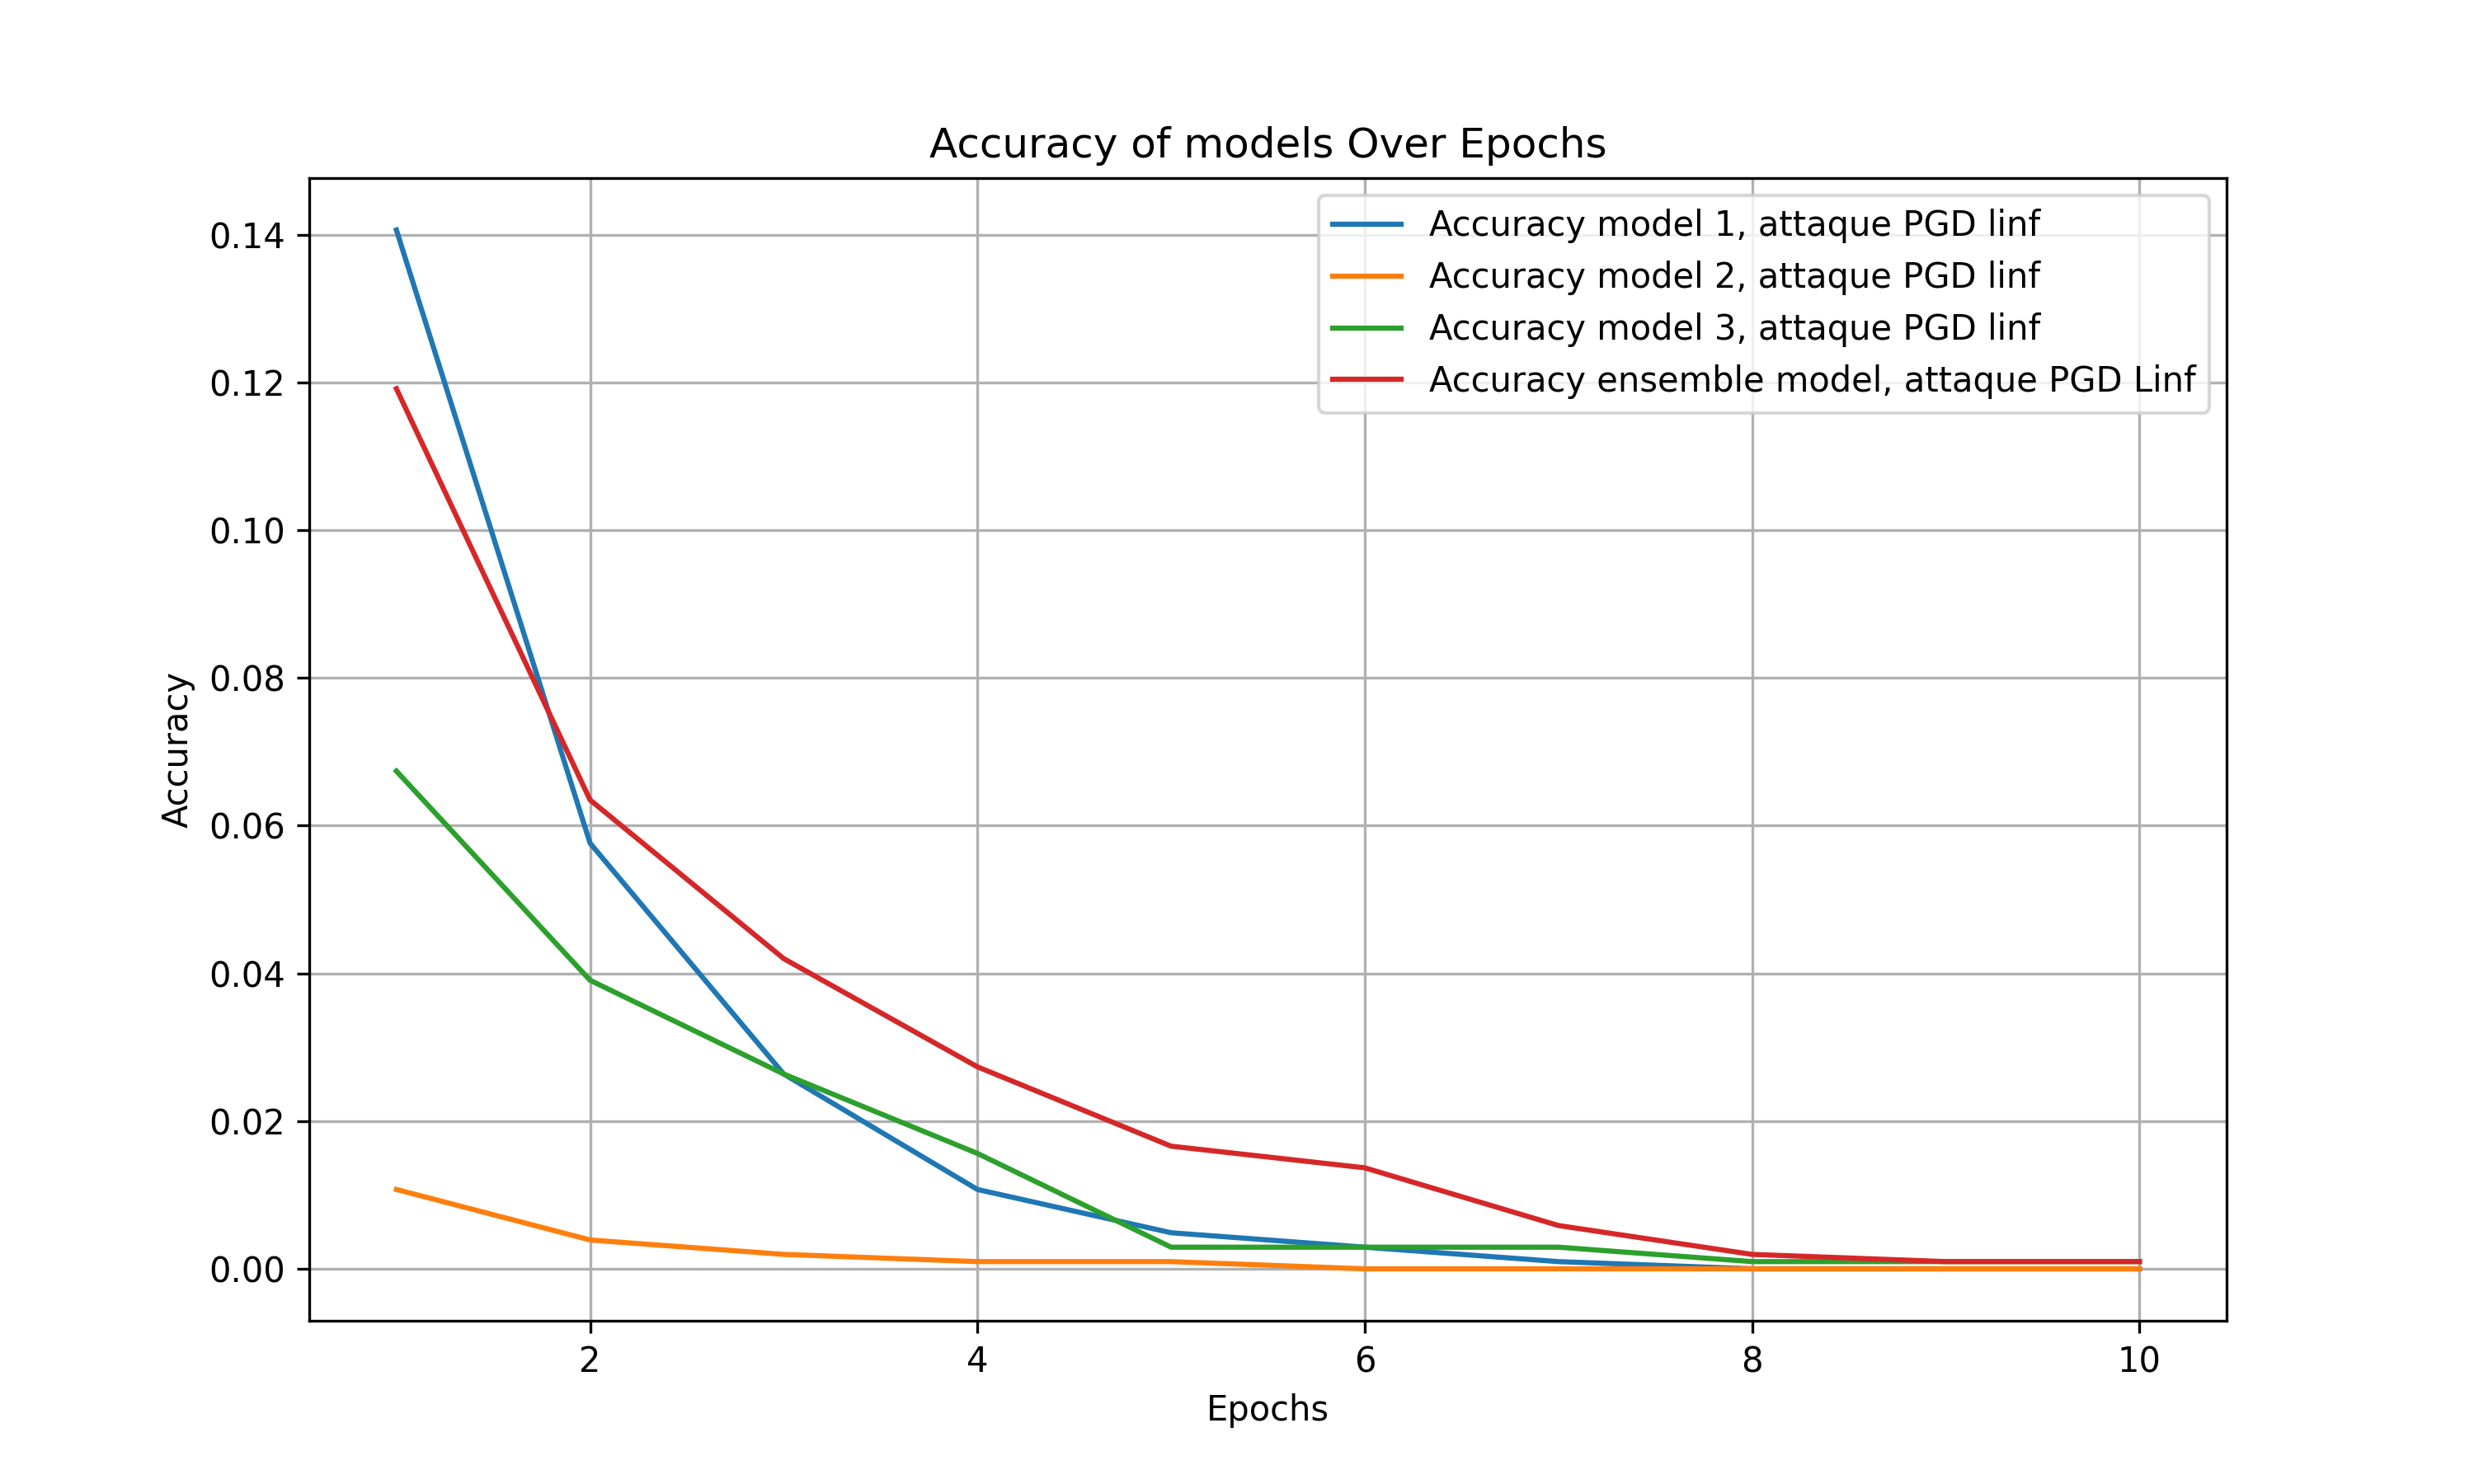 Accuracy of models Over Epochs
Accuracy model 1, attaque PGD linf
Accuracy model 2, attaque PGD linf
Accuracy model 3, attaque PGD linf
Accuracy ensemble model, attaque PGD Linf
Accuracy
0.14
0.12
0.10
0.08
0.06
0.04
0.02
0.00
2 4 6 8 10
Epochs